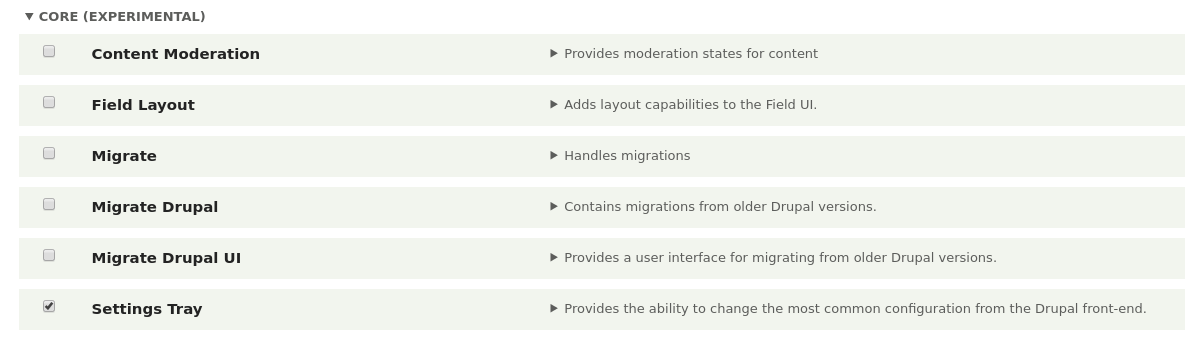 CORE (EXPERIMENTAL)
Content Moderation Provides moderation states for content
Field Layout Adds layout capabilities to the Field UI.
Migrate Handles migrations
Migrate Drupal Contains migrations from older Drupal versions.
Migrate Drupal UI Provides a user interface for migrating from older Drupal versions.
Settings Tray Provides the ability to change the most common configuration from the Drupal front-end.